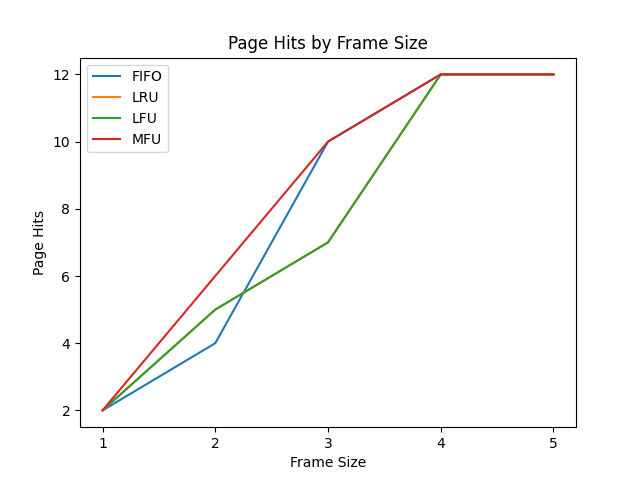 Page Hits by Frame Size
FIFO
LRU
LFU
MFU
12
10
8
6
4
2
Page Hits
1 2 3 4 5
Frame Size